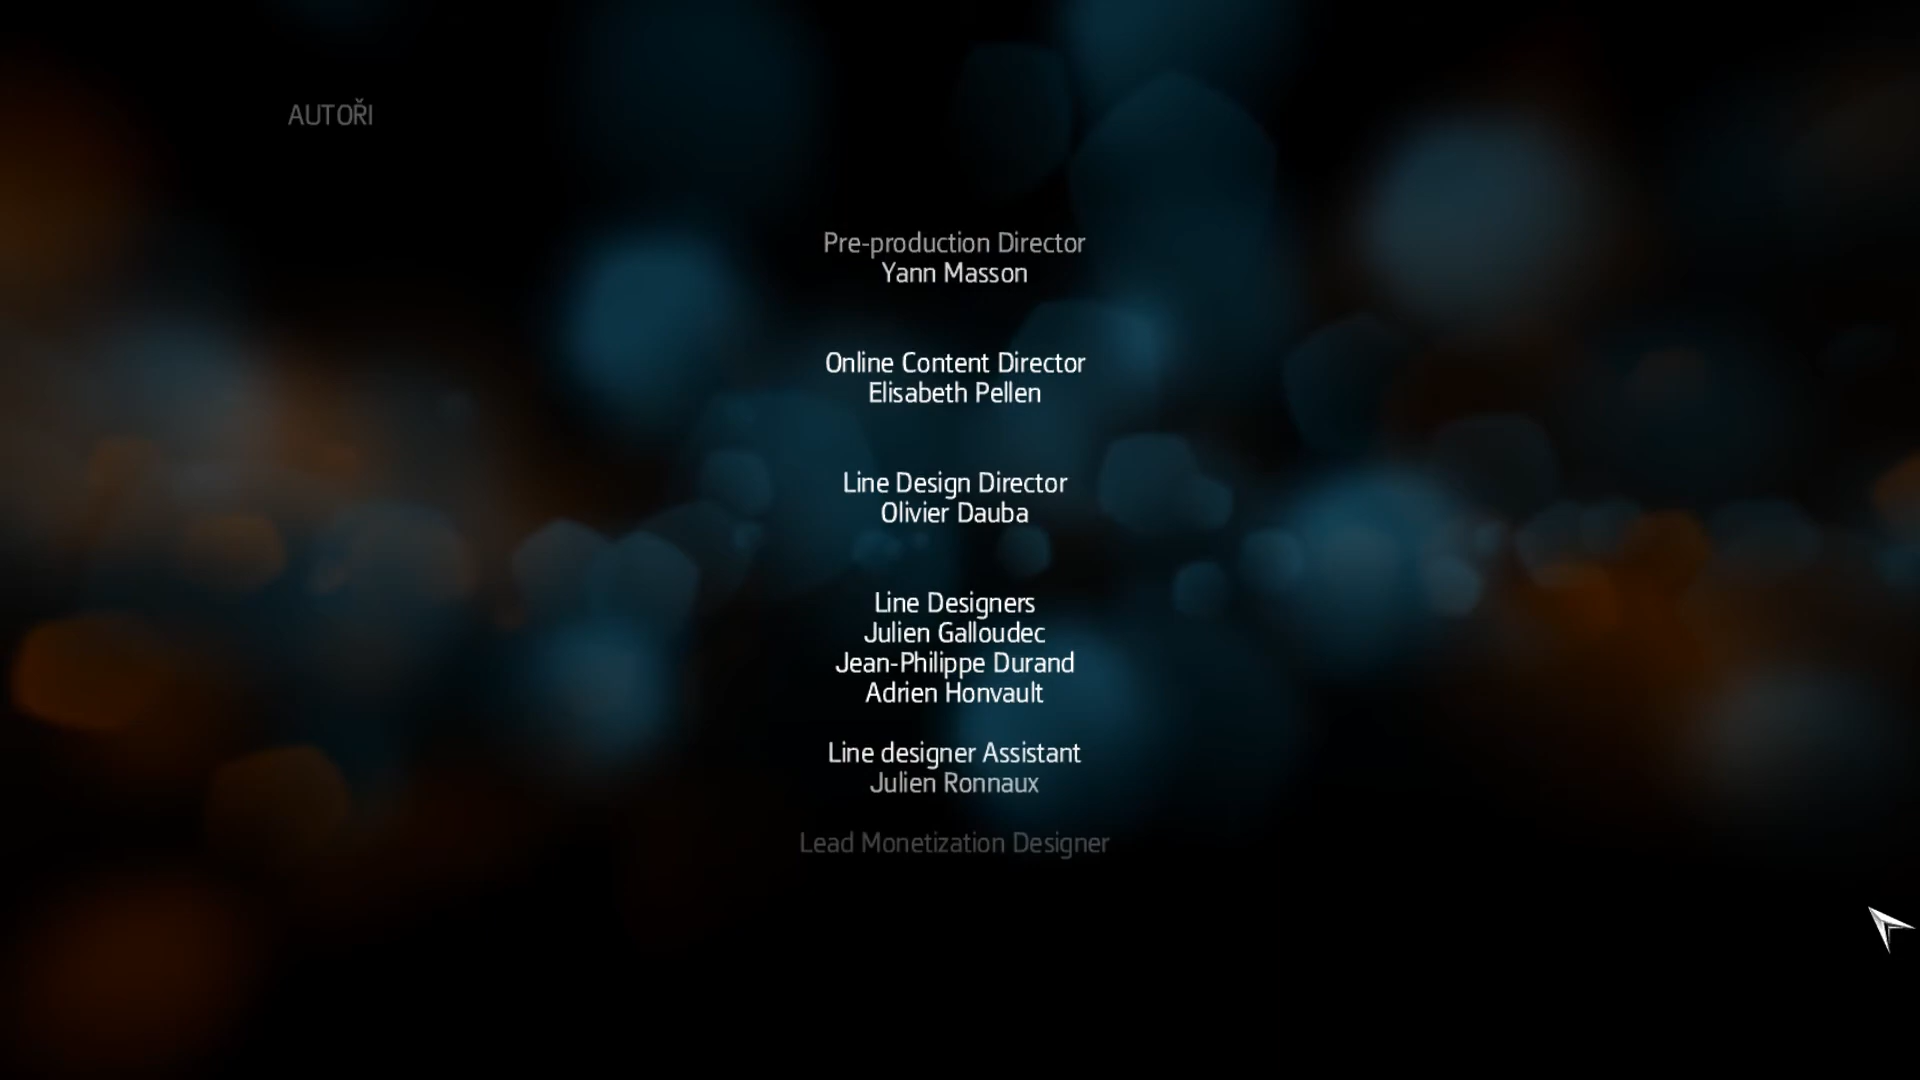 AUTOŘI
Pre-production Director
Yann Masson
Online Content Director
Elisabeth Pellen
Line Design Director
Olivier Dauba
Line Designers
Julien Galloudec
Jean-Philippe Durand
Adrien Honvault
Line designer Assistant
Julien Ronnaux
Lead Monetization Designer